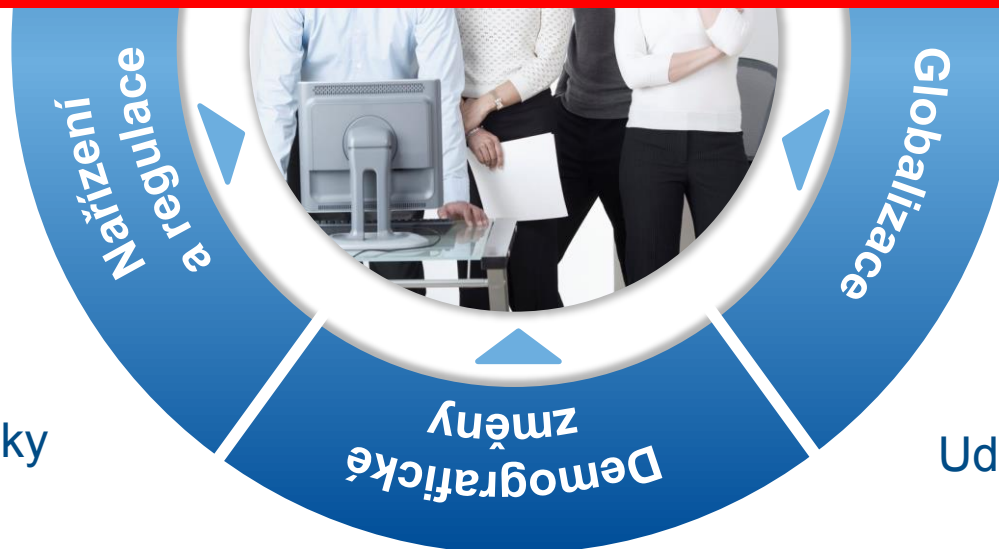 Nařízení
a regulace
Globalizace
Demografické
změny
ky
Ud